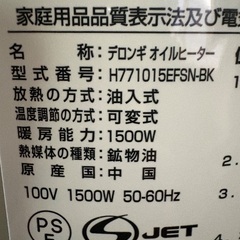 家庭用品品質表示法及び電
名称:デロンギ オイルヒーター
型式番号:H771015EFSN-BK
放熱の方式:油入式
温度調節の方式:可変式
暖房能力:1500W
熱媒体の種類:鉱物油
原産国:中国
100V 1500W 50-60Hz
PS
E
JET
1.
2.
3.